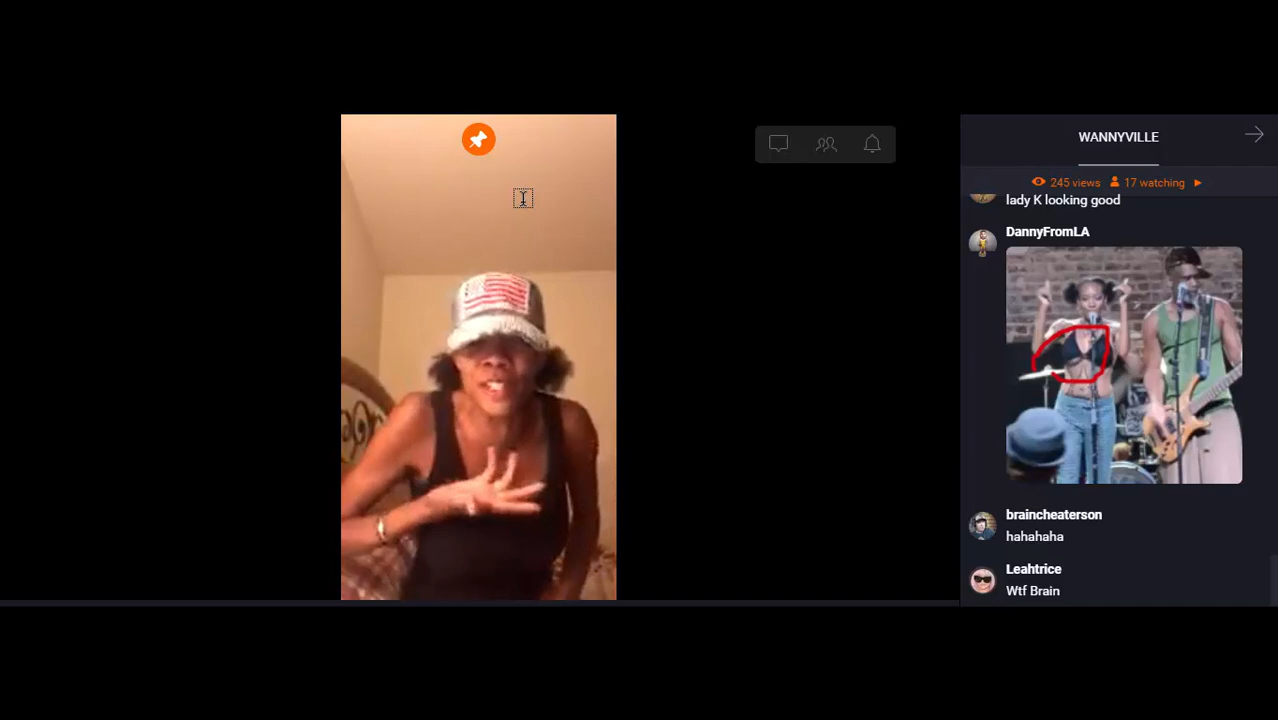 WANNYVILLE
245 views 17 watching
lady K looking good
DannyFromLA
braincheaterson
hahahaha
Leahtrice
Wtf Brain